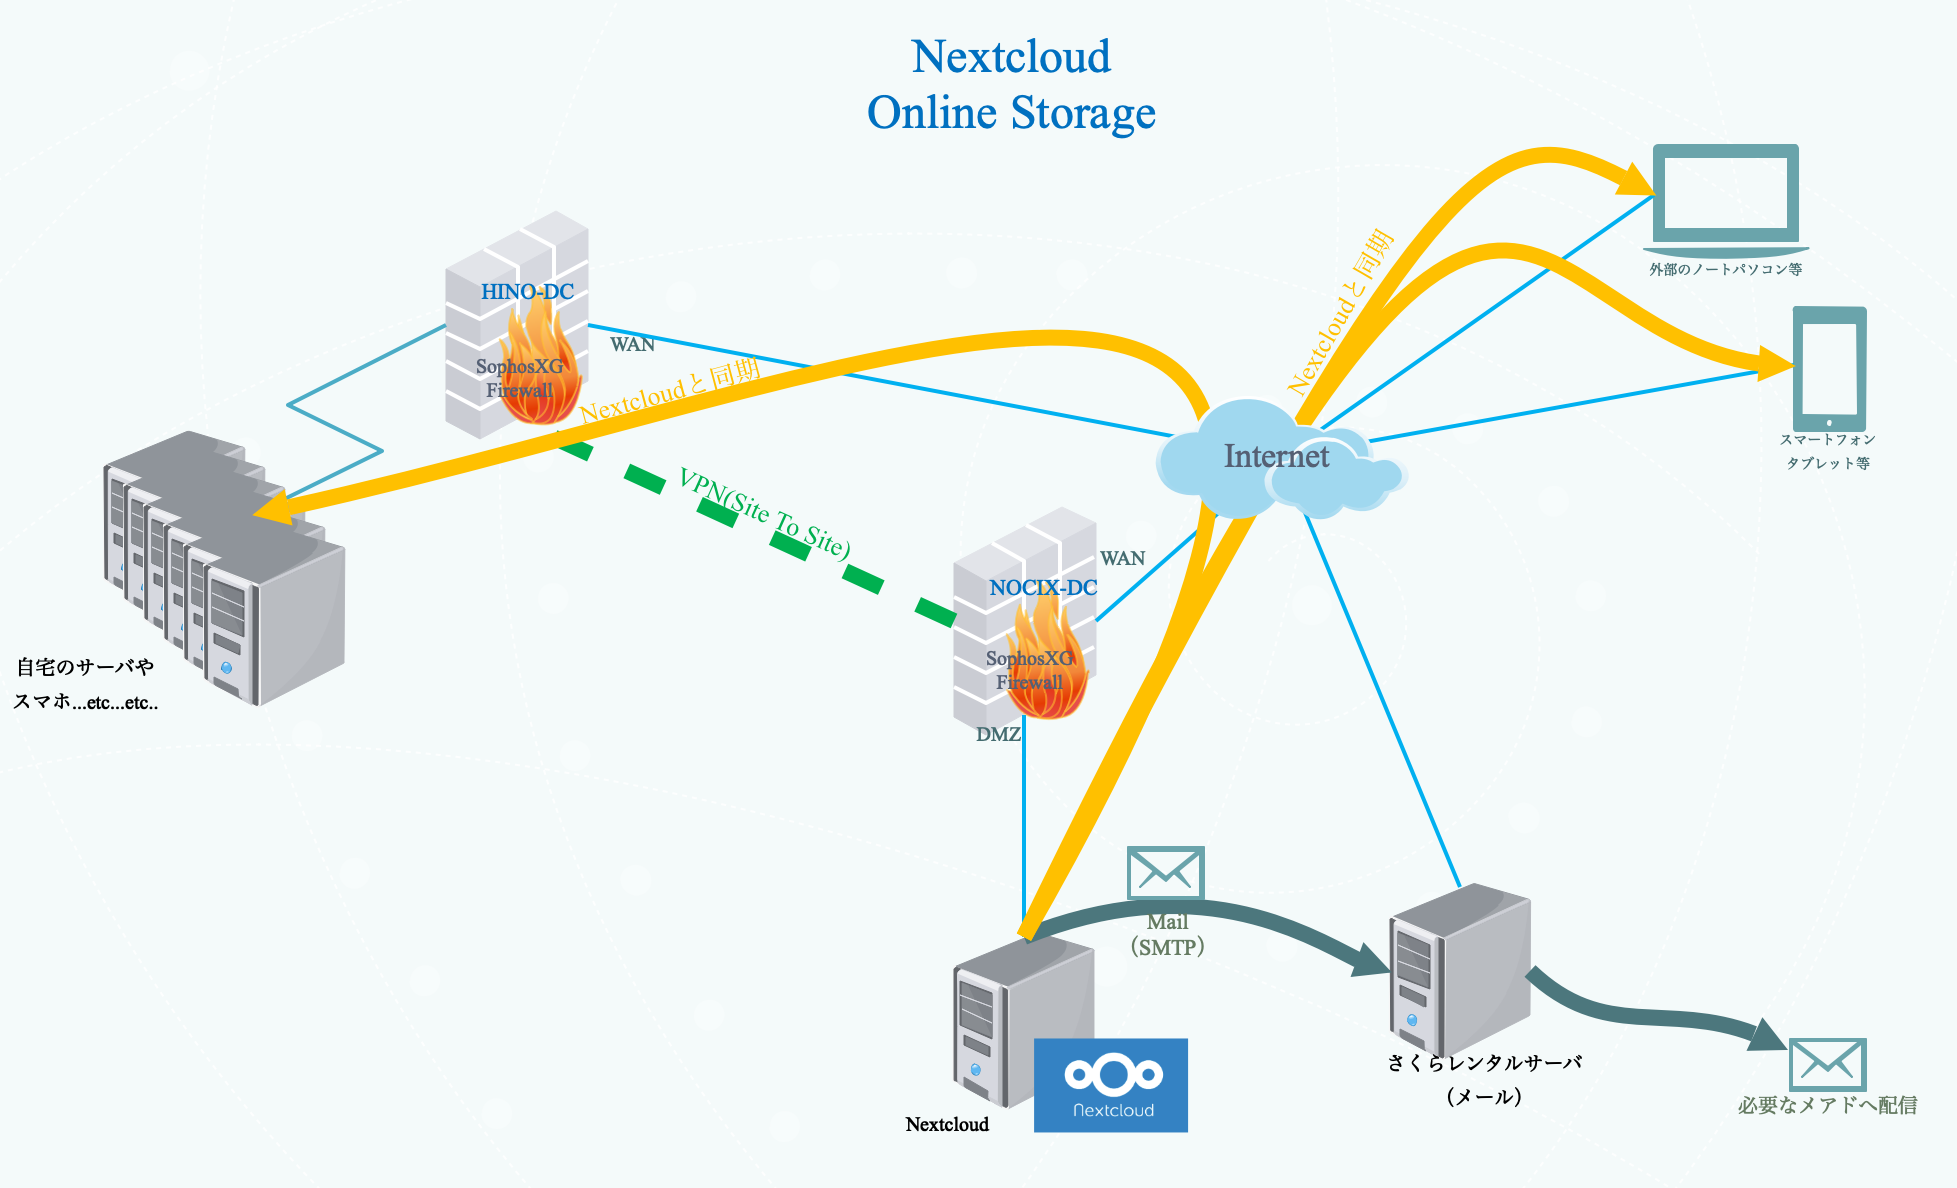 Nextcloud
Online Storage
外部のノートパソコン等
Nextcloudと同期
HINO-DC
WAN
SophosXG
Firewall
Nextcloudと同期
スマートフォン
タブレット等
Internet
VPN(Site To Site)
WAN
NOCIX-DC
SophosXG
Firewall
DMZ
自宅のサーバや
スマホ...etc...etc..
Mail
（SMTP）
さくらレンタルサーバ
（メール）
Nextcloud
Nextcloud
必要なメアドへ配信